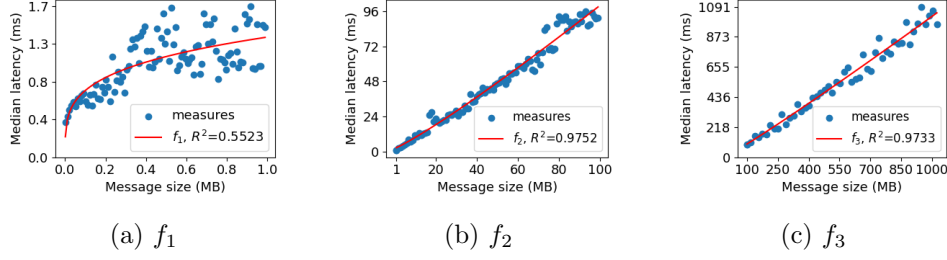 Median latency (ms)
1.7
1.3
0.8
0.4
0.0
measures
f₁, R²=0.5523
0.0 0.2 0.4 0.6 0.8 1.0
Message size (MB)
(a) f₁
Median latency (ms)
96
72
48
24
0
measures
f₂, R²=0.9752
1 20 40 60 80 100
Message size (MB)
(b) f₂
Median latency (ms)
1091
873
655
436
218
0
measures
f₃, R²=0.9733
100 250 400 550 700 850 1000
Message size (MB)
(c) f₃